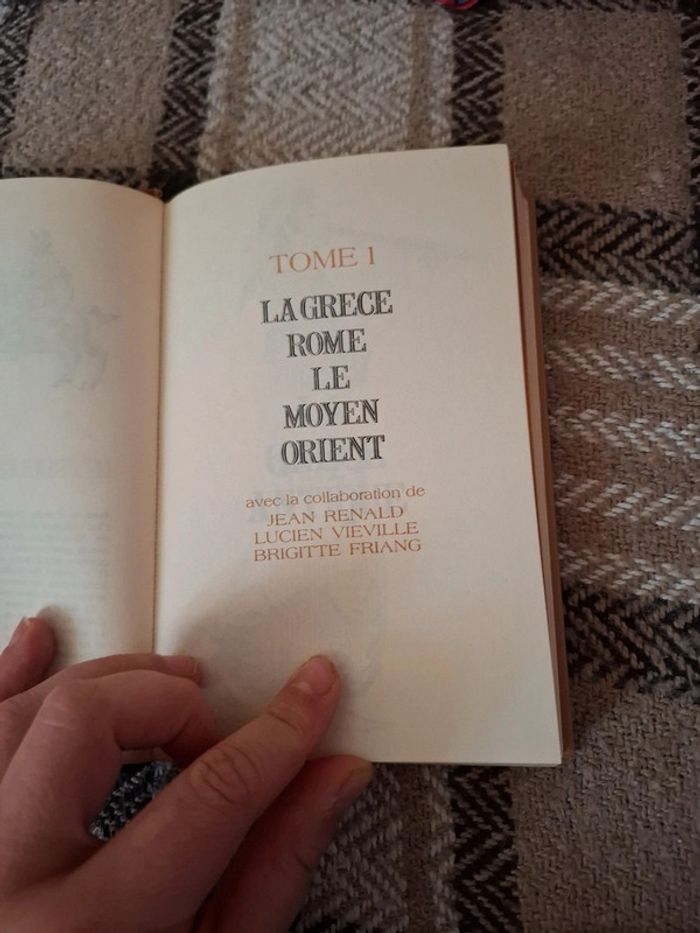 TOME 1
LA GRECE
ROME
LE
MOYEN
ORIENT
avec la collaboration de
JEAN RENALD
LUCIEN VIEVILLE
BRIGITTE FRIANG